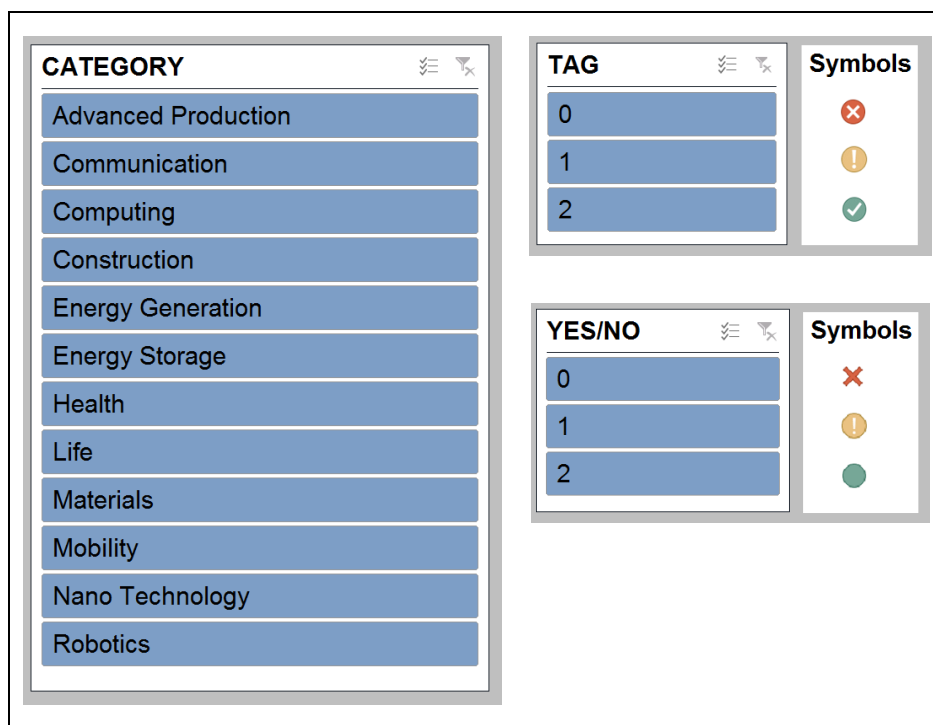 CATEGORY
Advanced Production
Communication
Computing
Construction
Energy Generation
Energy Storage
Health
Life
Materials
Mobility
Nano Technology
Robotics
TAG
0
1
2
Symbols
YES/NO
0
1
2
Symbols